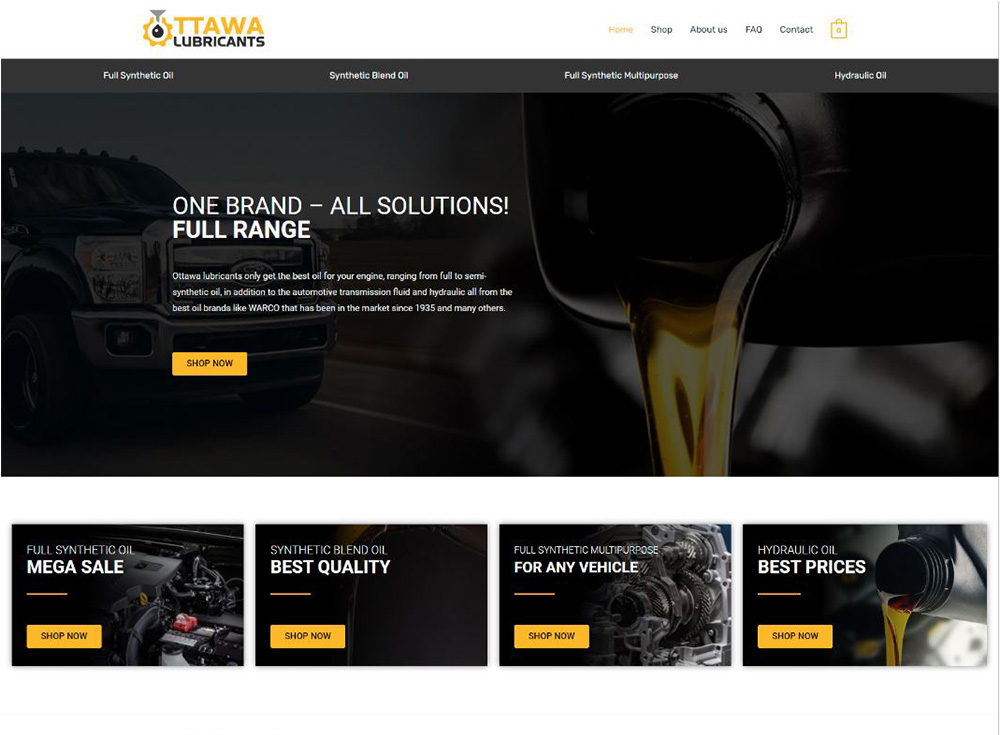 OTTAWA
LUBRICANTS
Home Shop About us FAQ Contact 0
Full Synthetic Oil Synthetic Blend Oil Full Synthetic Multipurpose Hydraulic Oil
ONE BRAND – ALL SOLUTIONS!
FULL RANGE
Ottawa lubricants only get the best oil for your engine, ranging from full to semi-
synthetic oil, in addition to the automotive transmission fluid and hydraulic all from the
best oil brands like WARCO that has been in the market since 1935 and many others.
SHOP NOW
FULL SYNTHETIC OIL
MEGA SALE
SHOP NOW
SYNTHETIC BLEND OIL
BEST QUALITY
SHOP NOW
FULL SYNTHETIC MULTIPURPOSE
FOR ANY VEHICLE
SHOP NOW
HYDRAULIC OIL
BEST PRICES
SHOP NOW